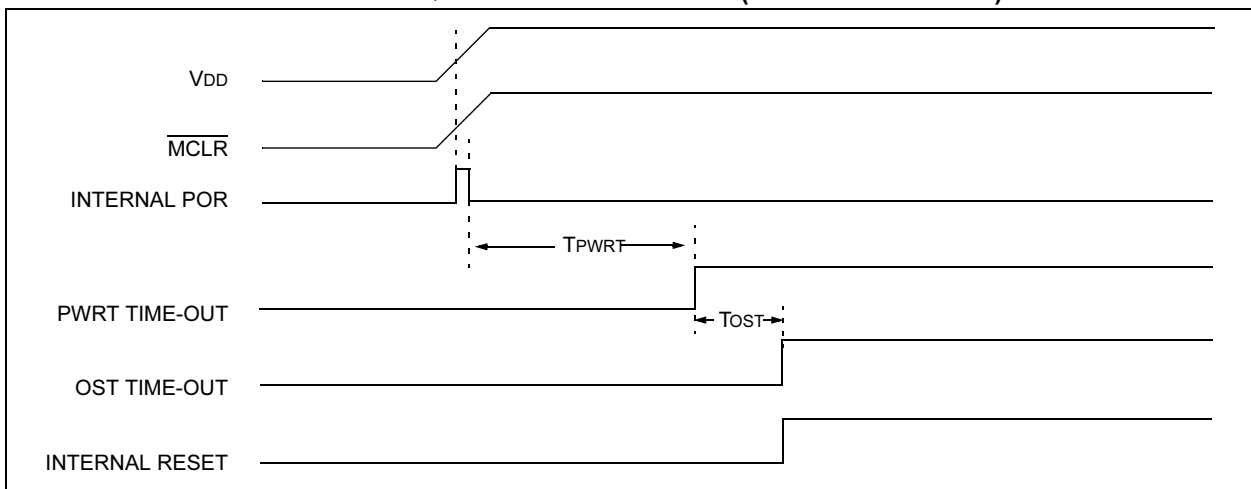 VDD
MCLR
INTERNAL POR
TPWRT
PWRT TIME-OUT
TOST
OST TIME-OUT
INTERNAL RESET